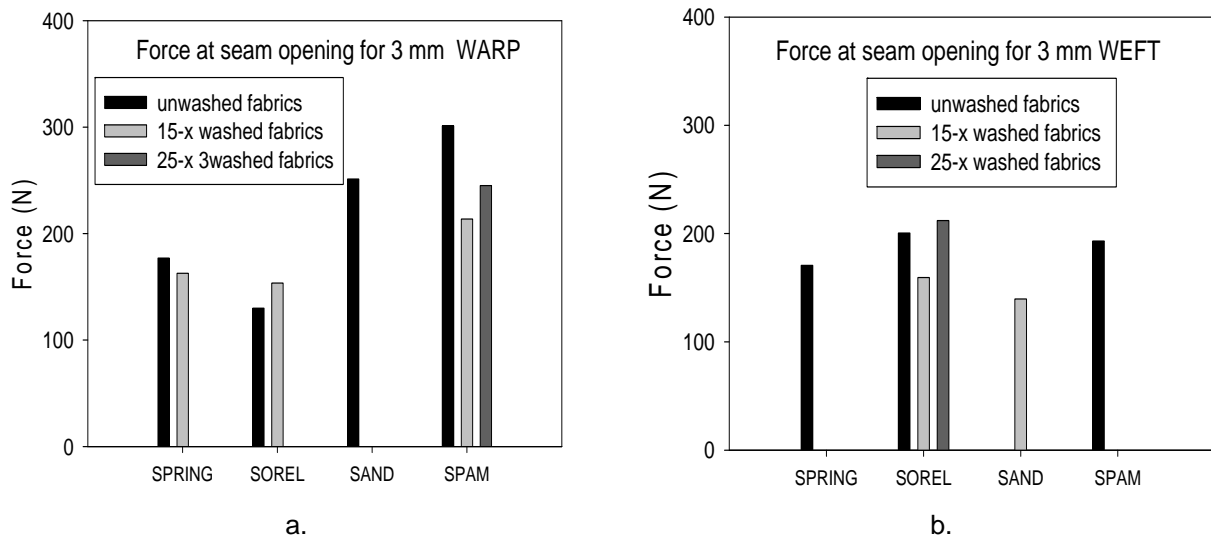 400
Force at seam opening for 3 mm WARP
unwashed fabrics
15-x washed fabrics
25-x 3washed fabrics
300
200
100
0
Force (N)
SPRING SOREL SAND SPAM
a.
400
Force at seam opening for 3 mm WEFT
unwashed fabrics
15-x washed fabrics
25-x washed fabrics
300
200
100
0
Force (N)
SPRING SOREL SAND SPAM
b.